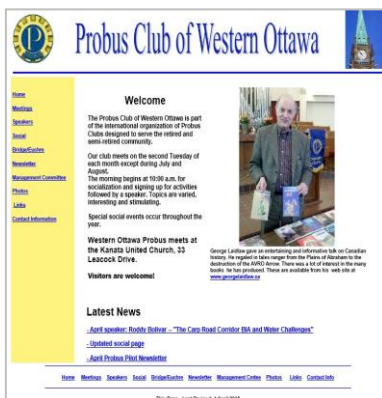 Probus Club of Western Ottawa
Home
Meetings
Speakers
Social
Bridge/Euchre
Newsletter
Management Committee
Photos
Links
Contact Information
Welcome
The Probus Club of Western Ottawa is part
of the international organization of Probus
Clubs designed to serve the retired and
semi-retired community.
Our club meets on the second Tuesday of
each month except during July and
August.
The morning begins at 10:00 a.m. for
socialization and signing up for activities
followed by a speaker. Topics are varied,
interesting and stimulating.
Special social events occur throughout the
year.
Western Ottawa Probus meets at
the Kanata United Church, 33
Leacock Drive.
Visitors are welcome!
George Laidlaw gave an entertaining and informative talk on Canadian
history. He regaled in tales ranger from the Plains of Abraham to the
destruction of the AVRO Arrow. There was a lot of interest in the many
books he has produced. These are available from his web site at
www.georgelaidlaw.ca
Latest News
- April speaker: Roddy Bolivar – "The Carp Road Corridor BIA and Water Challenges"
- Updated social page
- April Probus Pilot Newsletter
Home Meetings Speakers Social Bridge/Euchre Newsletter Management Cmtee Photos Links Contact Info